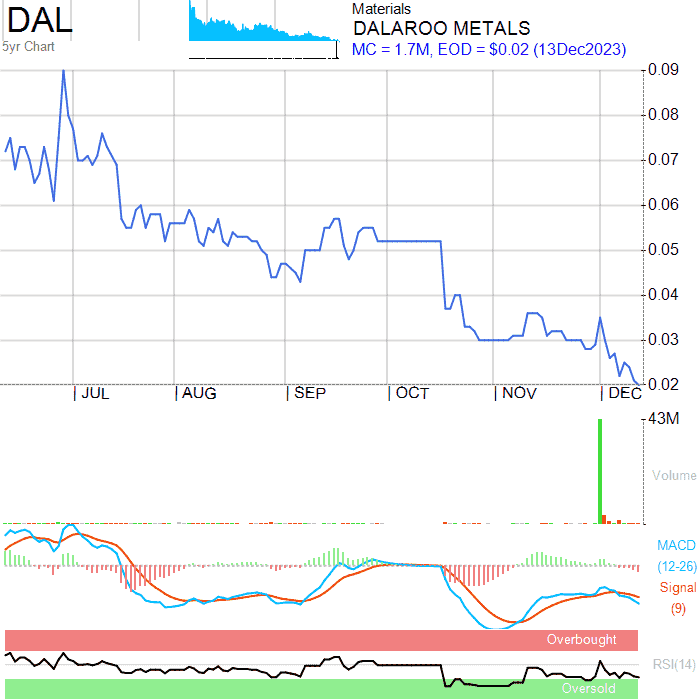 DAL
5yr Chart
Materials
DALAROO METALS
MC = 1.7M, EOD = $0.02 (13Dec2023)
0.09
0.08
0.07
0.06
0.05
0.04
0.03
0.02
JUL AUG SEP OCT NOV DEC
43M
Volume
MACD
(12-26)
Signal
(9)
Overbought
RSI(14)
Oversold